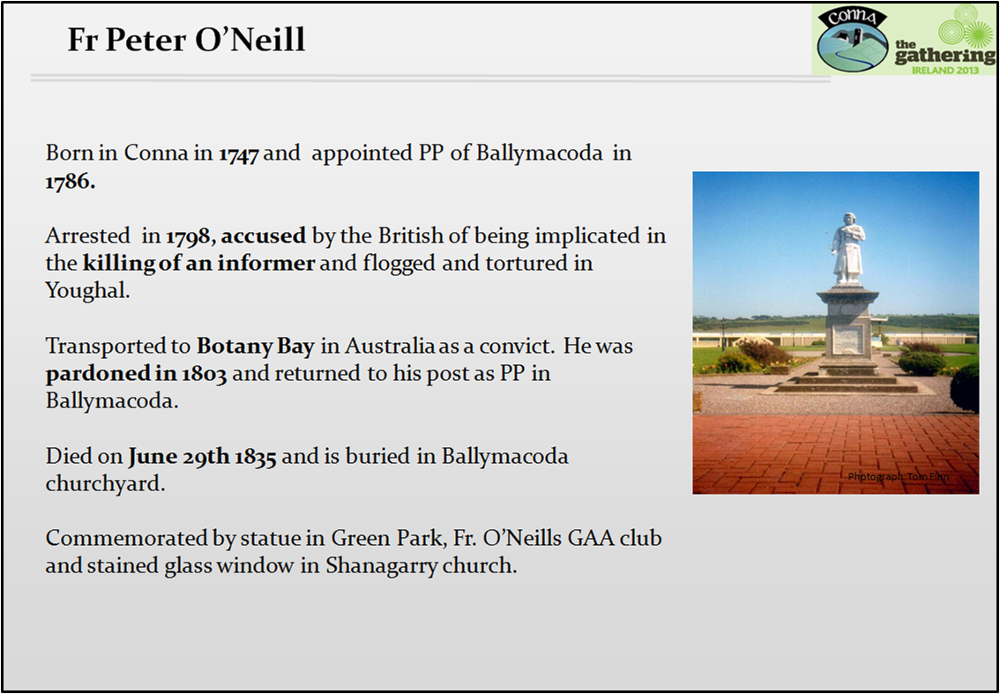 Fr Peter O’Neill
CONNA
the
gathering
IRELAND 2013
Born in Conna in 1747 and appointed PP of Ballymacoda in
1786.
Arrested in 1798, accused by the British of being implicated in
the killing of an informer and flogged and tortured in
Youghal.
Transported to Botany Bay in Australia as a convict. He was
pardoned in 1803 and returned to his post as PP in
Ballymacoda.
Died on June 29th 1835 and is buried in Ballymacoda
churchyard.
Commemorated by statue in Green Park, Fr. O’Neills GAA club
and stained glass window in Shanagarry church.
Photograph: Tom Finn